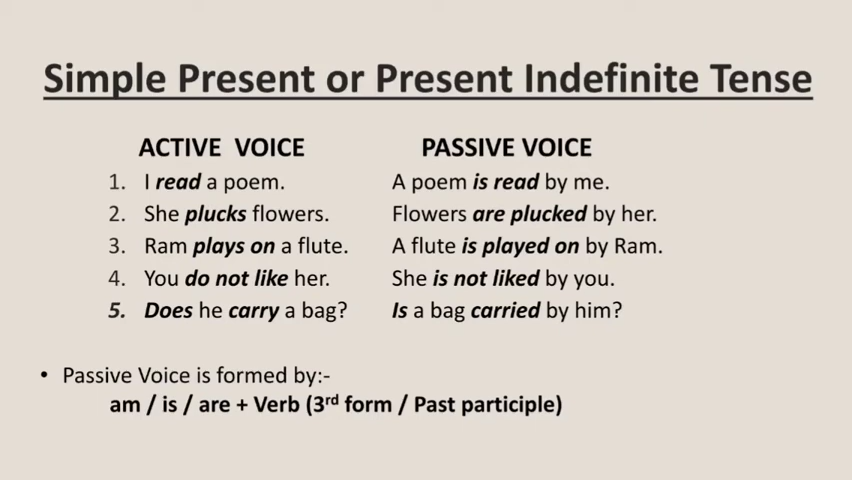 Simple Present or Present Indefinite Tense
ACTIVE VOICE PASSIVE VOICE
1. I read a poem. A poem is read by me.
2. She plucks flowers. Flowers are plucked by her.
3. Ram plays on a flute. A flute is played on by Ram.
4. You do not like her. She is not liked by you.
5. Does he carry a bag? Is a bag carried by him?
• Passive Voice is formed by:-
am / is / are + Verb (3rd form / Past participle)